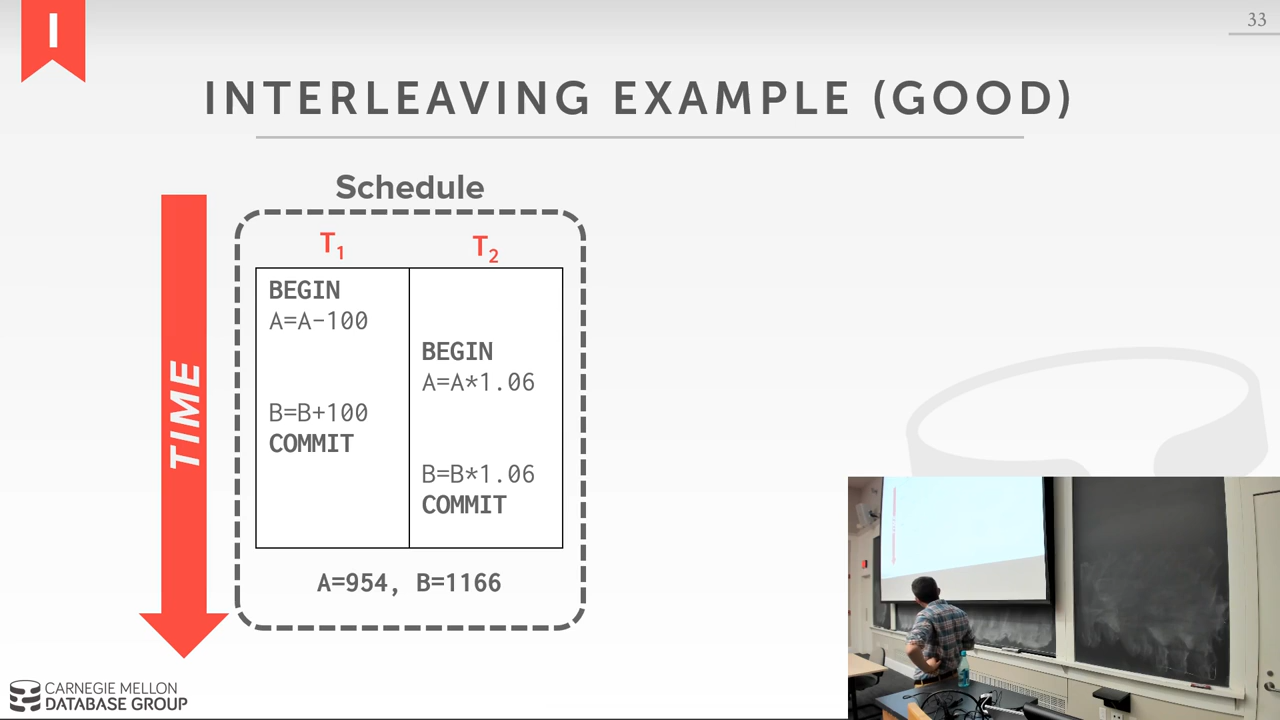 I
33
INTERLEAVING EXAMPLE (GOOD)
Schedule
TIME
T1 T2
BEGIN
A=A-100
BEGIN
A=A*1.06
B=B+100
COMMIT
B=B*1.06
COMMIT
A=954, B=1166
CARNEGIE MELLON
DATABASE GROUP